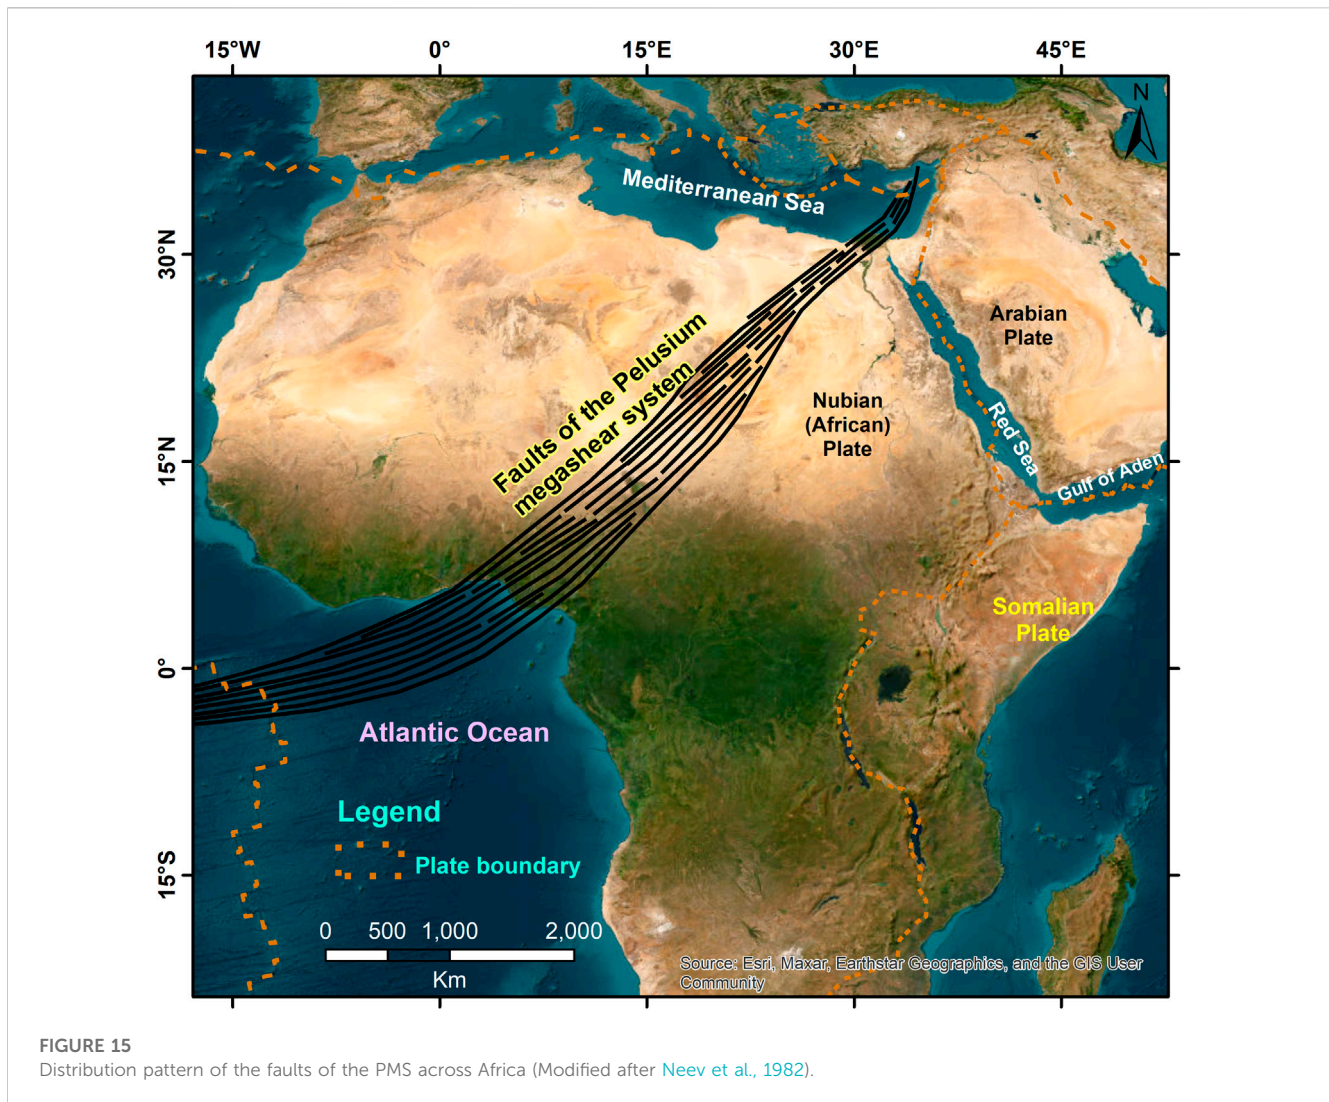 15°W 0° 15°E 30°E 45°E
N
Mediterranean Sea
30°N
Arabian
Plate
Faults of the Pelusium
megashear system
Nubian
(African)
Plate
Red Sea
15°N
Gulf of Aden
Somalian
Plate
0°
Atlantic Ocean
Legend
Plate boundary
15°S
0 500 1,000 2,000
Km
Source: Esri, Maxar, Earthstar Geographics, and the GIS User
Community
FIGURE 15
Distribution pattern of the faults of the PMS across Africa (Modified after Neev et al., 1982).